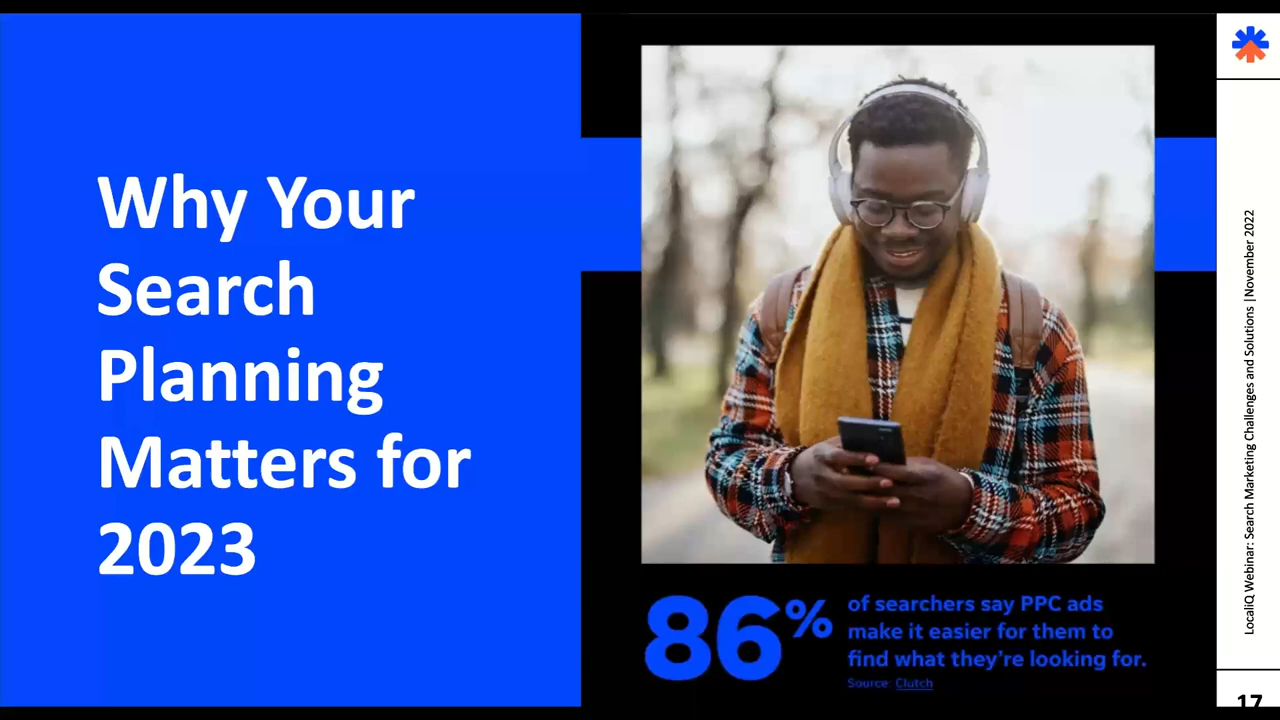 Why Your
Search
Planning
Matters for
2023
86%
of searchers say PPC ads
make it easier for them to
find what they're looking for.
Source: Clutch
LocaliQ Webinar: Search Marketing Challenges and Solutions | November 2022
17